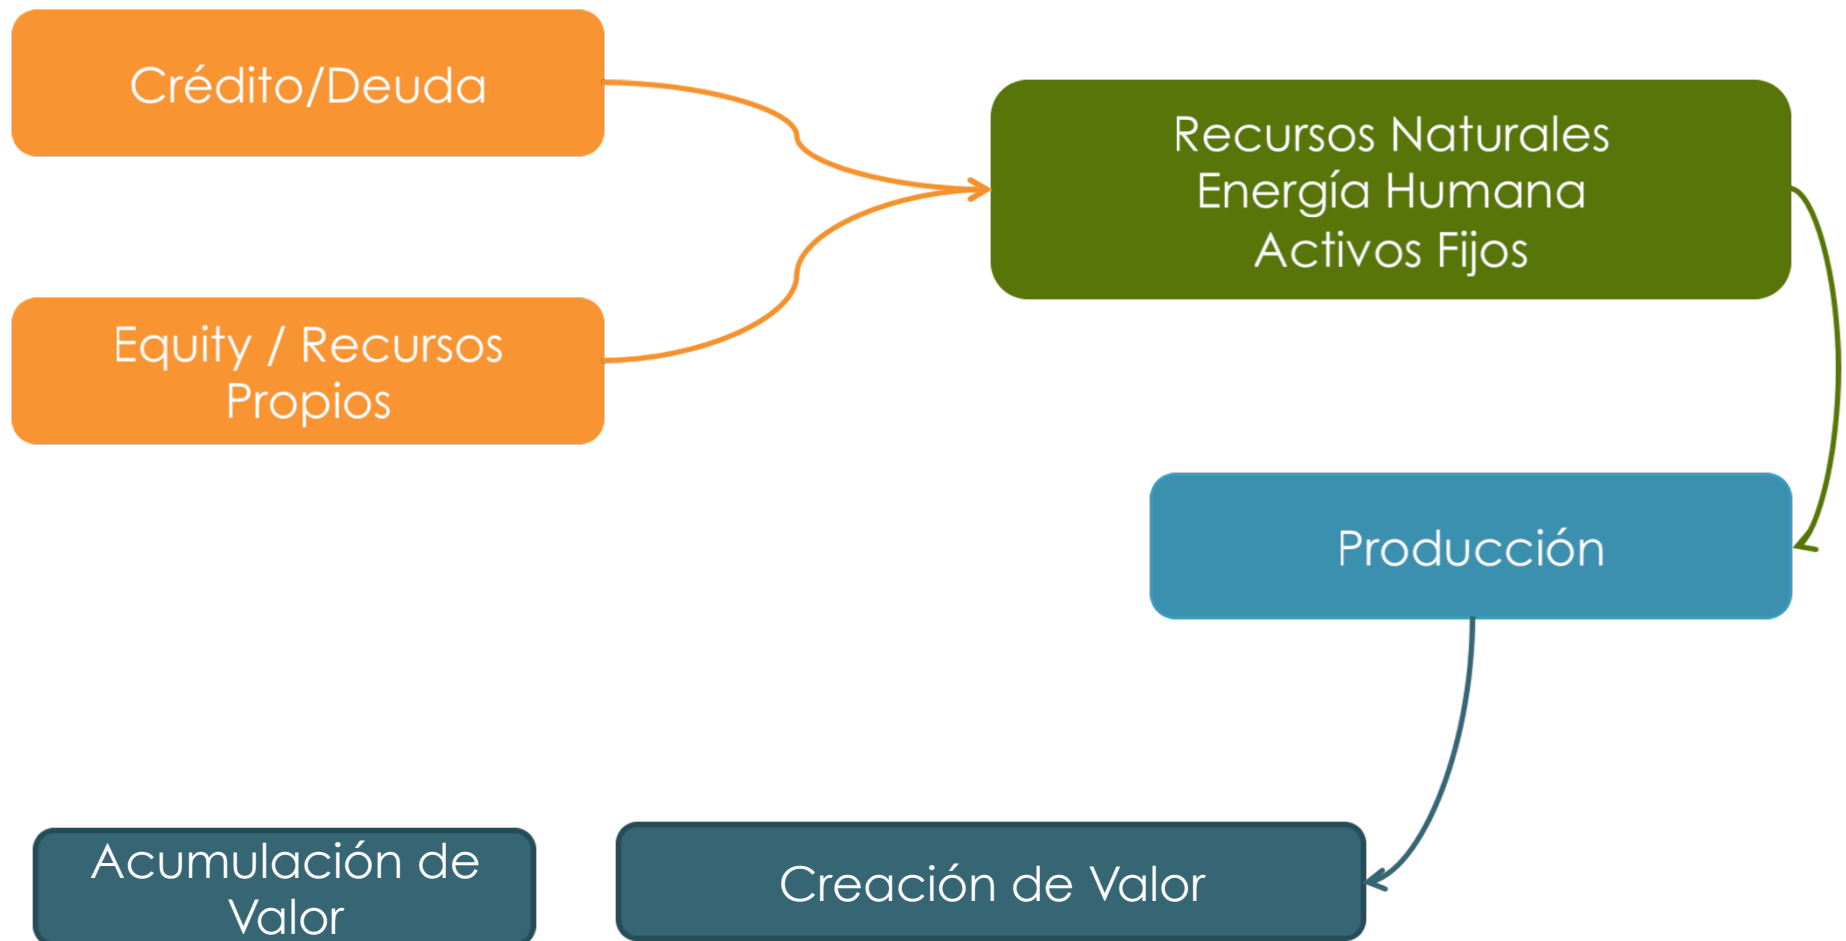 Crédito/Deuda
Equity / Recursos
Propios
Recursos Naturales
Energía Humana
Activos Fijos
Producción
Acumulación de
Valor
Creación de Valor